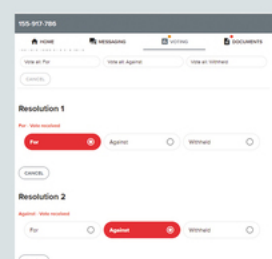 155-917-786
HOME MESSAGING VOTING DOCUMENTS
Vote all For Vote all Against Vote all Withheld
CANCEL
Resolution 1
For - Vote received
For Against Withheld
CANCEL
Resolution 2
Against - Vote received
For Against Withheld